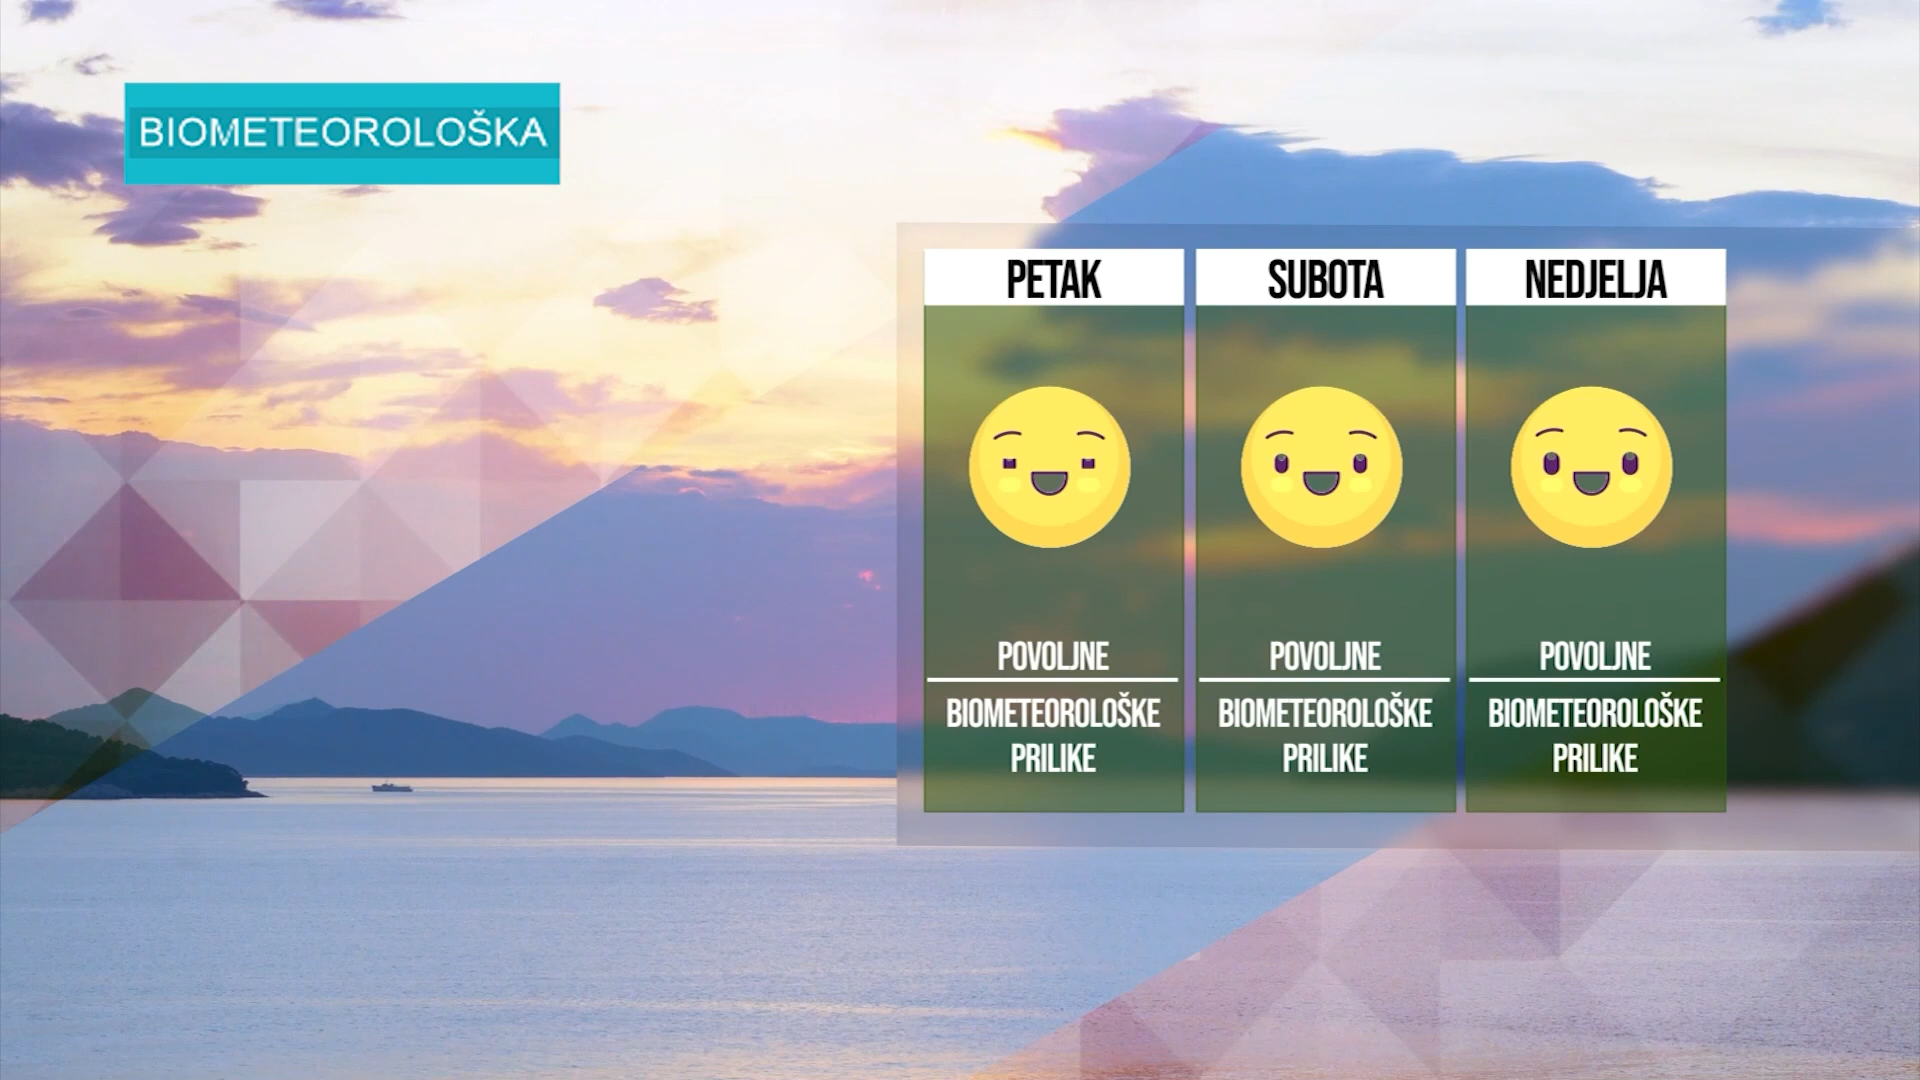 BIOMETEOROLOŠKA
PETAK
POVOLJNE
BIOMETEOROLOŠKE
PRILIKE
SUBOTA
POVOLJNE
BIOMETEOROLOŠKE
PRILIKE
NEDJELJA
POVOLJNE
BIOMETEOROLOŠKE
PRILIKE